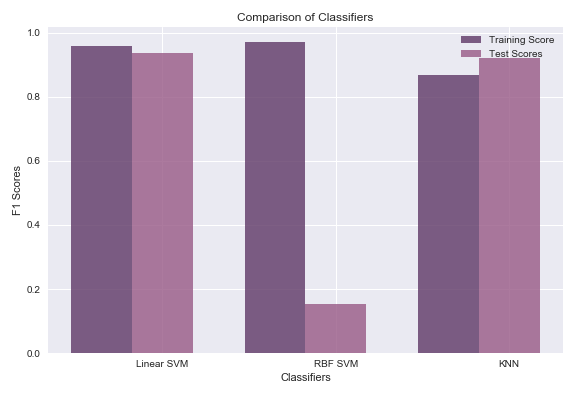 Comparison of Classifiers
Training Score
Test Scores
1.0
0.8
0.6
0.4
0.2
0.0
F1 Scores
Linear SVM
RBF SVM
KNN
Classifiers